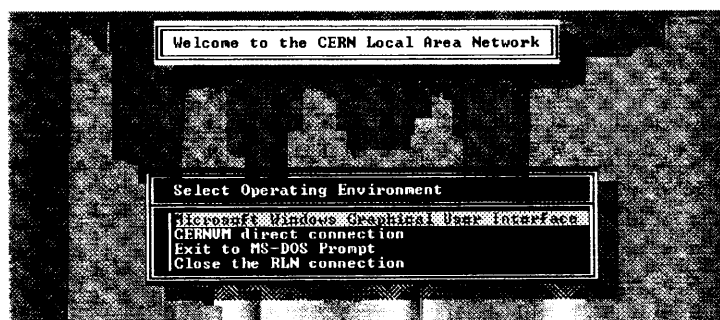 Welcome to the CERN Local Area Network
Select Operating Environment
Microsoft Windows Graphical User Interface
CERNVM direct connection
Exit to MS-DOS Prompt
Close the RLN connection